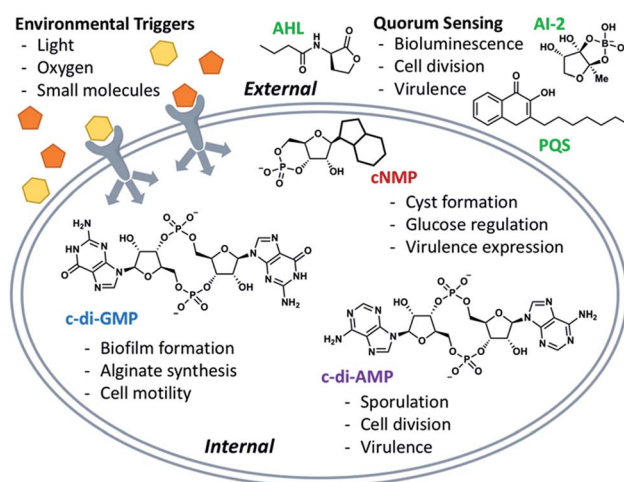 Environmental Triggers
- Light
- Oxygen
- Small molecules
AHL
External
Quorum Sensing
- Bioluminescence
- Cell division
- Virulence
AI-2
PQS
cNMP
- Cyst formation
- Glucose regulation
- Virulence expression
c-di-GMP
- Biofilm formation
- Alginate synthesis
- Cell motility
c-di-AMP
- Sporulation
- Cell division
- Virulence
Internal